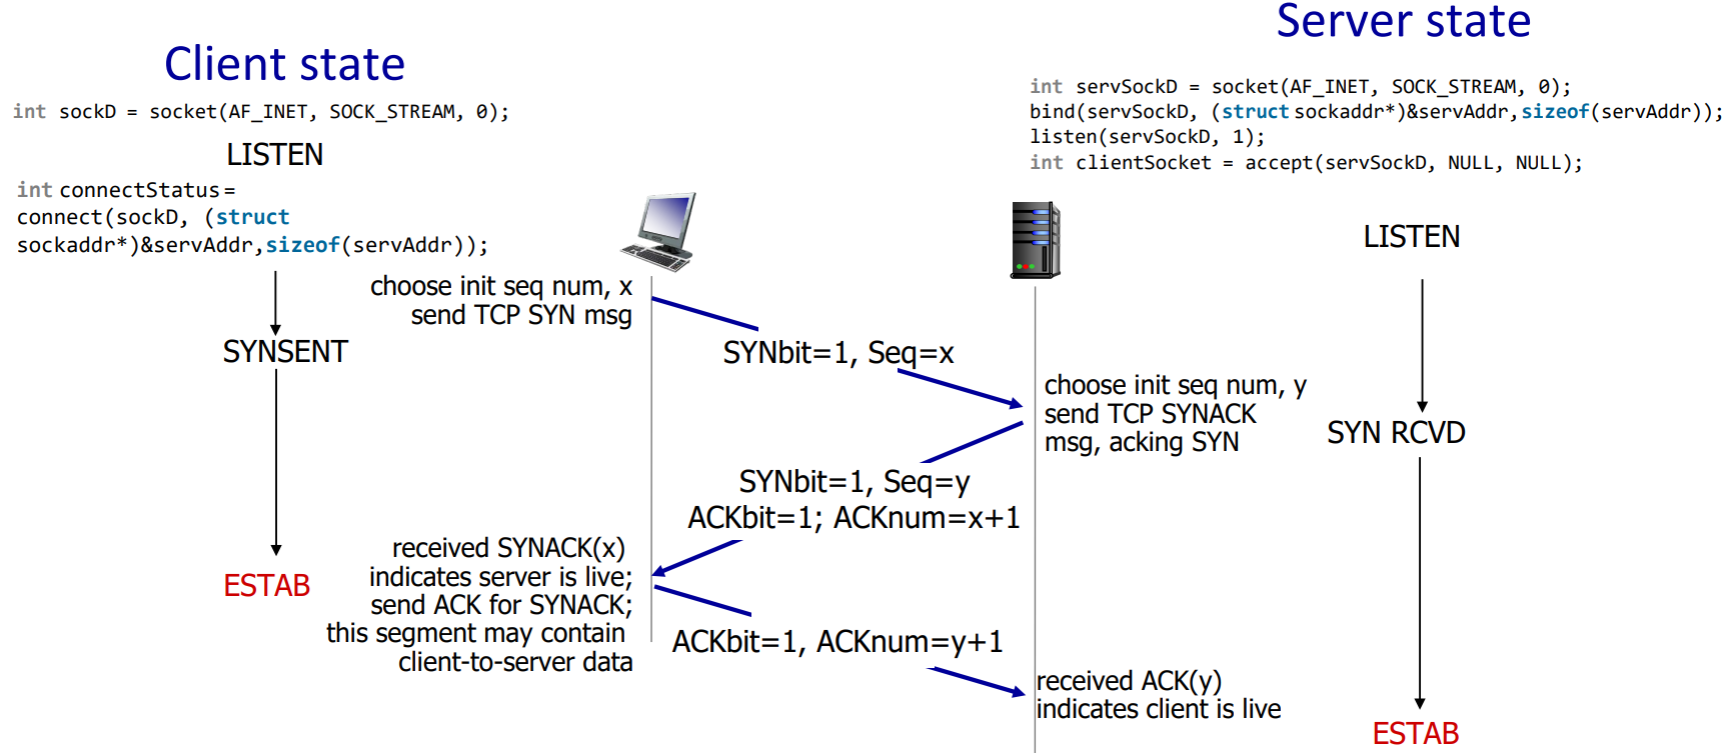 Client state
int sockD = socket(AF_INET, SOCK_STREAM, 0);
LISTEN
int connectStatus =
connect(sockD, (struct
sockaddr*)&servAddr, sizeof(servAddr));
SYNSENT
ESTAB
choose init seq num, x
send TCP SYN msg
SYNbit=1, Seq=x
SYNbit=1, Seq=y
ACKbit=1; ACKnum=x+1
received SYNACK(x)
indicates server is live;
send ACK for SYNACK;
this segment may contain
client-to-server data
ACKbit=1, ACKnum=y+1
Server state
int servSockD = socket(AF_INET, SOCK_STREAM, 0);
bind(servSockD, (struct sockaddr*)&servAddr, sizeof(servAddr));
listen(servSockD, 1);
int clientSocket = accept(servSockD, NULL, NULL);
LISTEN
choose init seq num, y
send TCP SYNACK
msg, acking SYN
SYN RCVD
received ACK(y)
indicates client is live
ESTAB